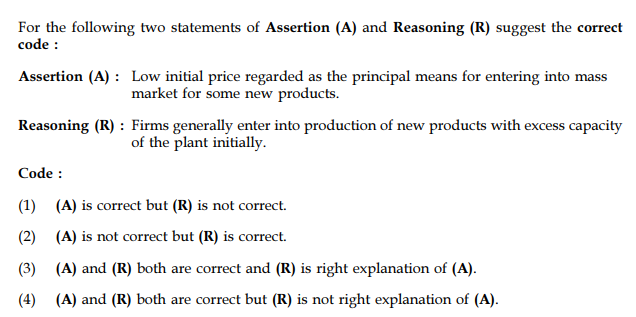 For the following two statements of Assertion (A) and Reasoning (R) suggest the correct
code :
Assertion (A) : Low initial price regarded as the principal means for entering into mass
market for some new products.
Reasoning (R) : Firms generally enter into production of new products with excess capacity
of the plant initially.
Code :
(1) (A) is correct but (R) is not correct.
(2) (A) is not correct but (R) is correct.
(3) (A) and (R) both are correct and (R) is right explanation of (A).
(4) (A) and (R) both are correct but (R) is not right explanation of (A).